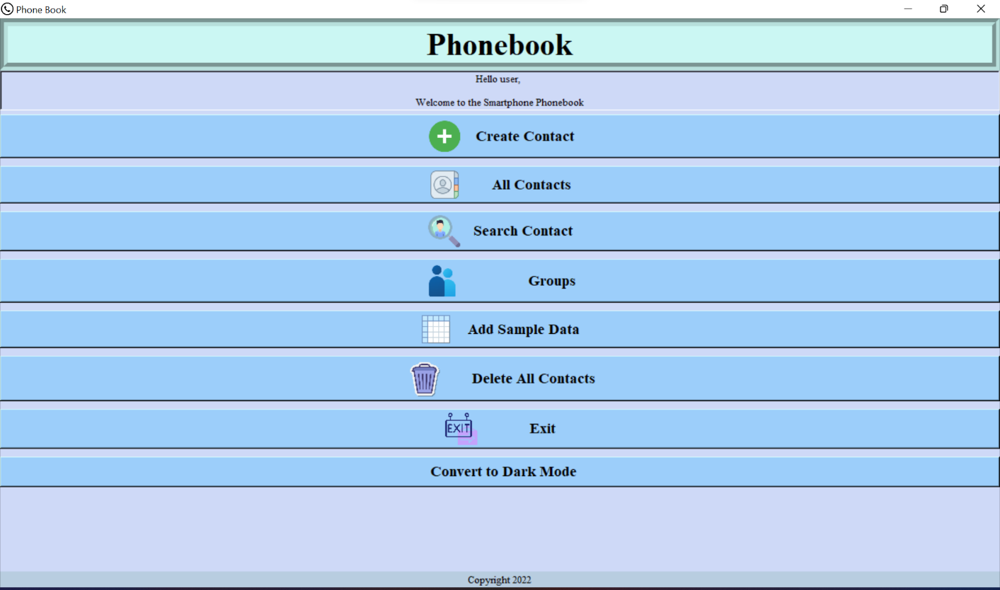 Phone Book
Phonebook
Hello user,
Welcome to the Smartphone Phonebook
Create Contact
All Contacts
Search Contact
Groups
Add Sample Data
Delete All Contacts
EXIT Exit
Convert to Dark Mode
Copyright 2022